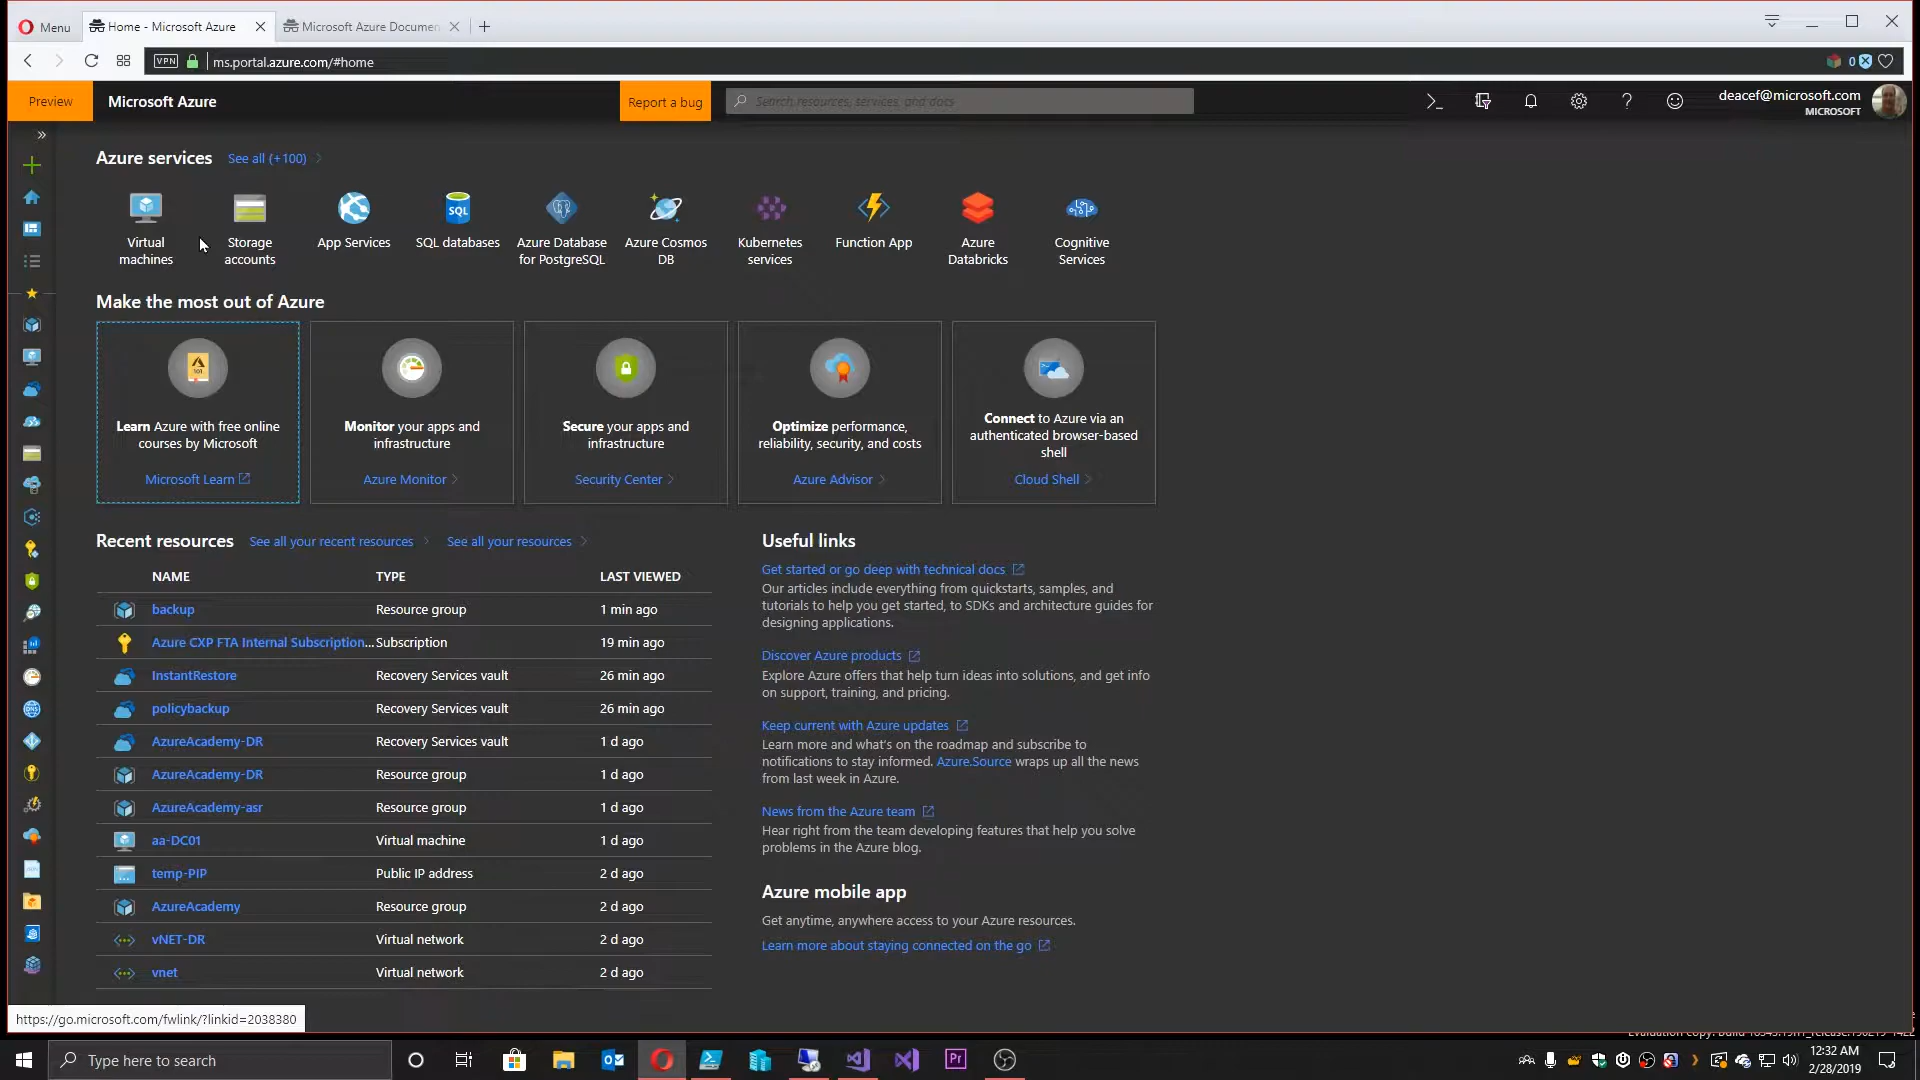 Menu
Home - Microsoft Azure
Microsoft Azure Documen
VPN
ms.portal.azure.com/#home
0
Preview
Microsoft Azure
Report a bug
Search resources, services, and docs
deacef@microsoft.com
MICROSOFT
Azure services
See all (+100)
SQL
Virtual
machines
Storage
accounts
App Services
SQL databases
Azure Database
for PostgreSQL
Azure Cosmos
DB
Kubernetes
services
Function App
Azure
Databricks
Cognitive
Services
Make the most out of Azure
Learn Azure with free online
courses by Microsoft
Microsoft Learn
Monitor your apps and
infrastructure
Azure Monitor
Secure your apps and
infrastructure
Security Center
Optimize performance,
reliability, security, and costs
Azure Advisor
Connect to Azure via an
authenticated browser-based
shell
Cloud Shell
Recent resources
See all your recent resources
See all your resources
NAME TYPE LAST VIEWED
backup Resource group 1 min ago
Azure CXP FTA Internal Subscription... Subscription 19 min ago
InstantRestore Recovery Services vault 26 min ago
policybackup Recovery Services vault 26 min ago
AzureAcademy-DR Recovery Services vault 1 d ago
AzureAcademy-DR Resource group 1 d ago
AzureAcademy-asr Resource group 1 d ago
aa-DC01 Virtual machine 1 d ago
temp-PIP Public IP address 2 d ago
AzureAcademy Resource group 2 d ago
vNET-DR Virtual network 2 d ago
vnet Virtual network 2 d ago
Useful links
Get started or go deep with technical docs
Our articles include everything from quickstarts, samples, and
tutorials to help you get started, to SDKs and architecture guides for
designing applications.
Discover Azure products
Explore Azure offers that help turn ideas into solutions, and get info
on support, training, and pricing.
Keep current with Azure updates
Learn more and what's on the roadmap and subscribe to
notifications to stay informed. Azure.Source wraps up all the news
from last week in Azure.
News from the Azure team
Hear right from the team developing features that help you solve
problems in the Azure blog.
Azure mobile app
Get anytime, anywhere access to your Azure resources.
Learn more about staying connected on the go
https://go.microsoft.com/fwlink/?linkid=2038380
Type here to search
Pr
12:32 AM
2/28/2019